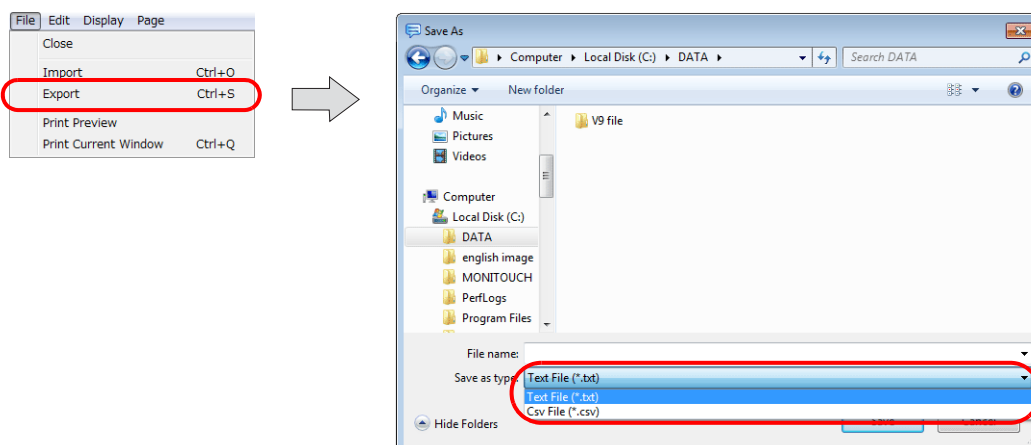 File Edit Display Page
Close
Import Ctrl+O
Export Ctrl+S
Print Preview
Print Current Window Ctrl+Q
Save As
Computer Local Disk (C:) DATA
Search DATA
Organize New folder
Music
Pictures
Videos
Computer
Local Disk (C:)
DATA
english image
MONITOUCH
PerfLogs
Program Files
V9 file
File name:
Save as type: Text File (*.txt)
Text File (*.txt)
Csv File (*.csv)
Hide Folders
Save Cancel